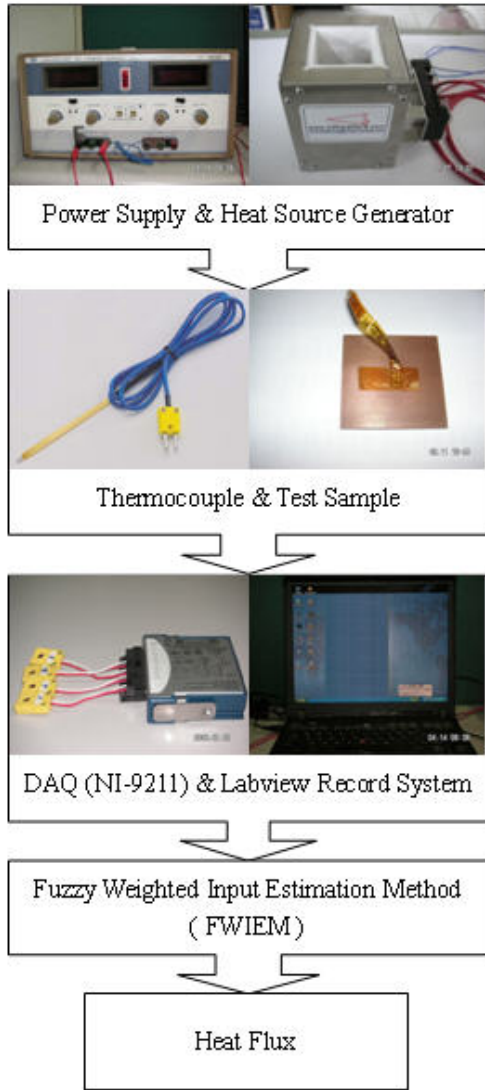 Power Supply & Heat Source Generator
Thermocouple & Test Sample
DAQ (NI-9211) & Labview Record System
Fuzzy Weighted Input Estimation Method
( FWIEM )
Heat Flux